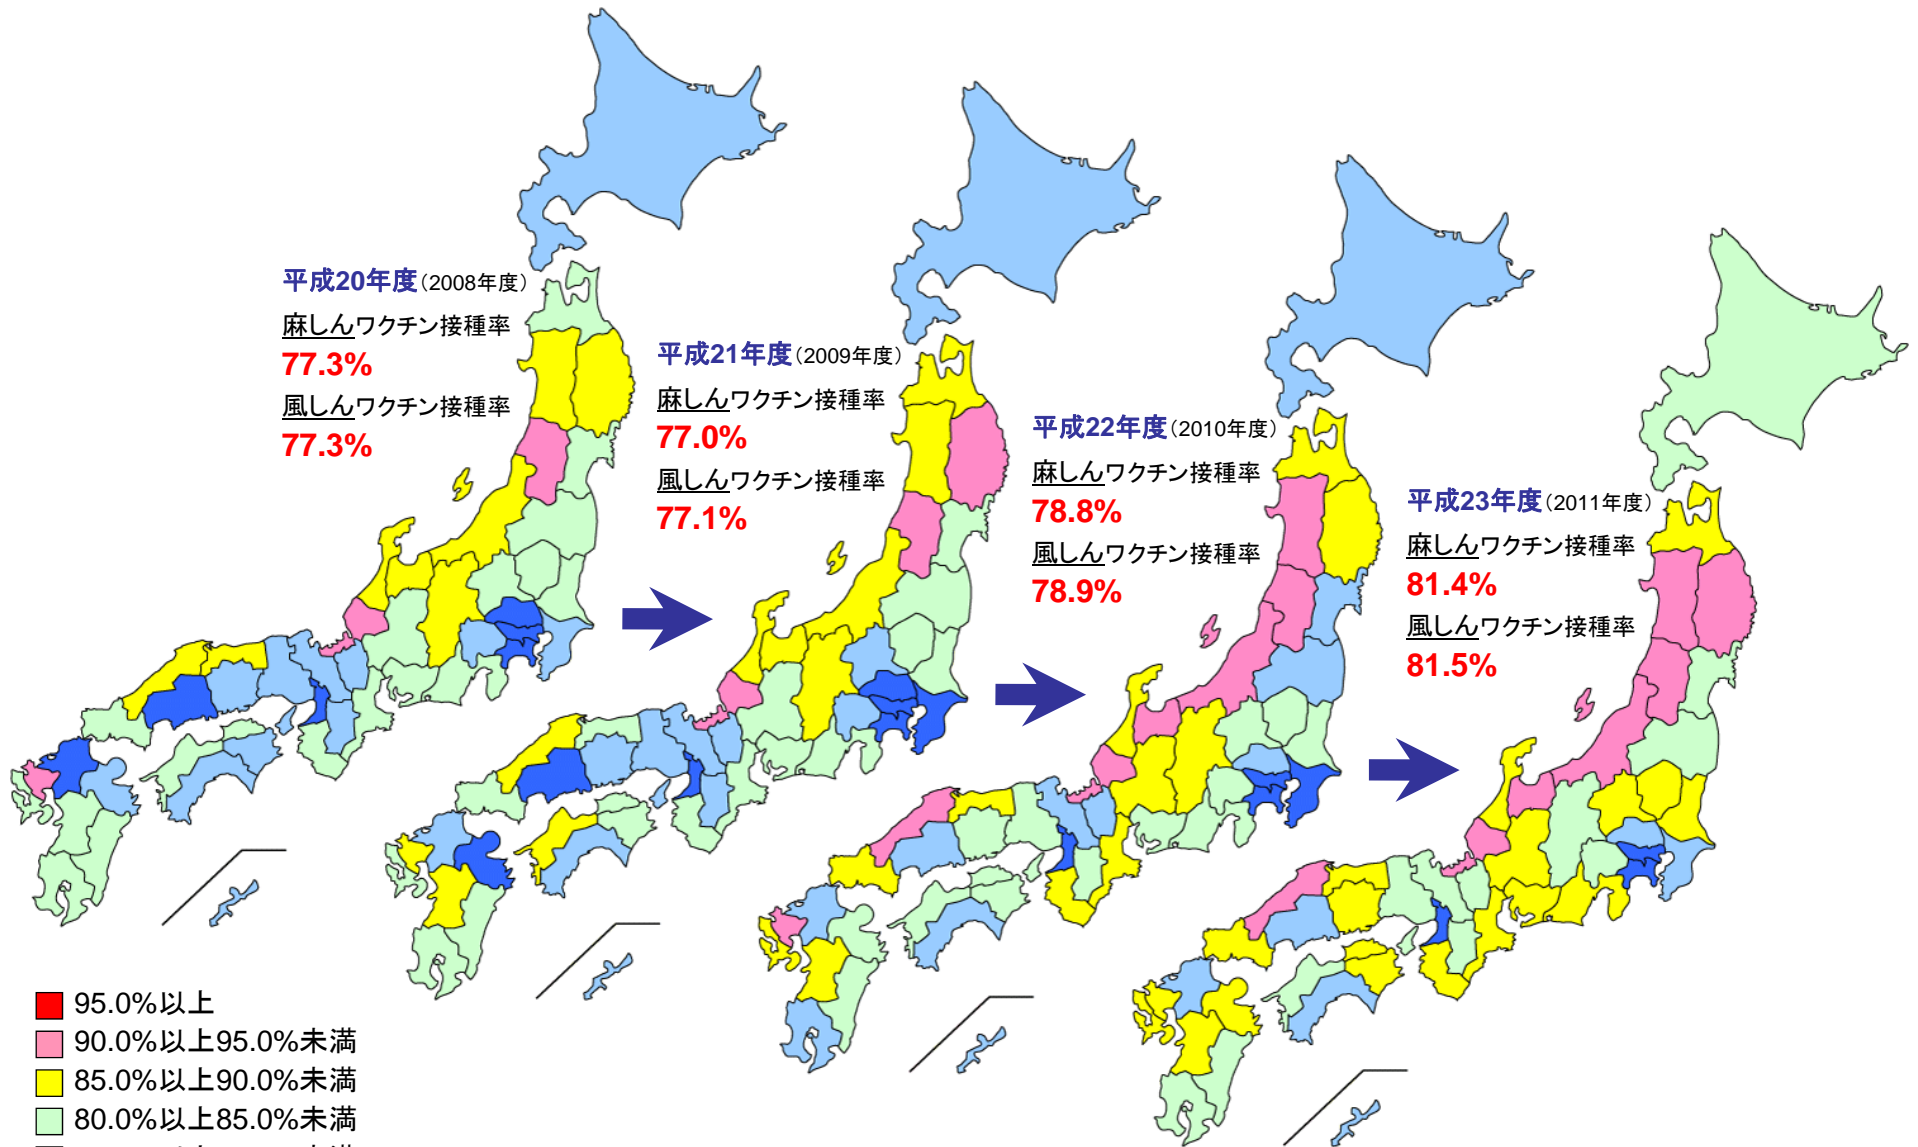 平成20年度(2008年度)
麻しんワクチン接種率
77.3%
風しんワクチン接種率
77.3%
平成21年度(2009年度)
麻しんワクチン接種率
77.0%
風しんワクチン接種率
77.1%
平成22年度(2010年度)
麻しんワクチン接種率
78.8%
風しんワクチン接種率
78.9%
平成23年度(2011年度)
麻しんワクチン接種率
81.4%
風しんワクチン接種率
81.5%
95.0%以上
90.0%以上95.0%未満
85.0%以上90.0%未満
80.0%以上85.0%未満